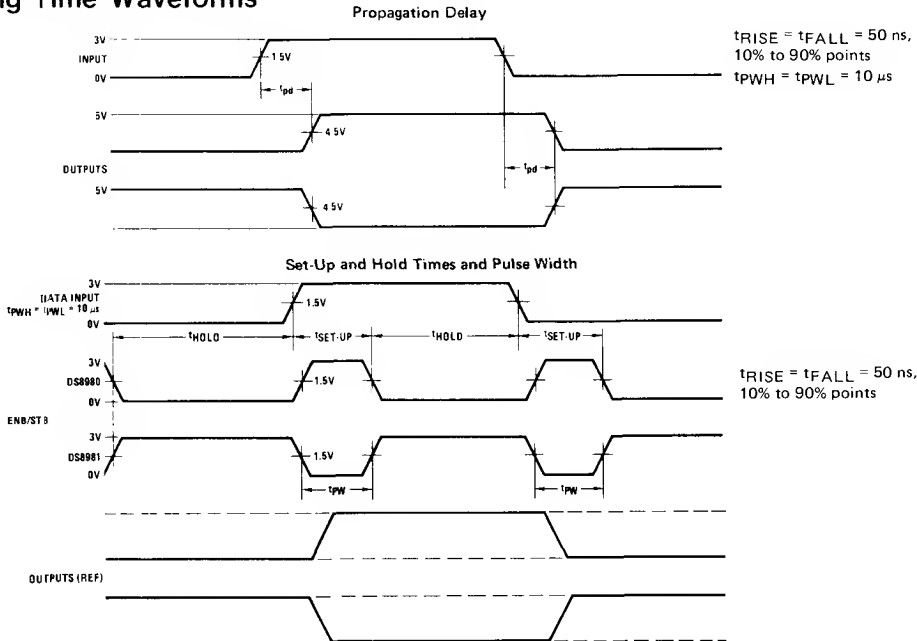 ng Time Waveforms
Propagation Delay
tRISE = tFALL = 50 ns,
10% to 90% points
tPWH = tPWL = 10 µs
3V
INPUT
0V
1 5V
tpd
5V
4 5V
OUTPUTS
tpd
5V
4 5V
Set-Up and Hold Times and Pulse Width
3V
DATA INPUT
tPWH = tPWL = 10 µs
0V
1.5V
tHOLD
tSET-UP
tHOLD
tSET-UP
3V
DS8980
0V
1.5V
tRISE = tFALL = 50 ns,
10% to 90% points
ENB/STB
3V
DS8981
0V
1.5V
tPW
tPW
OUTPUTS (REF)